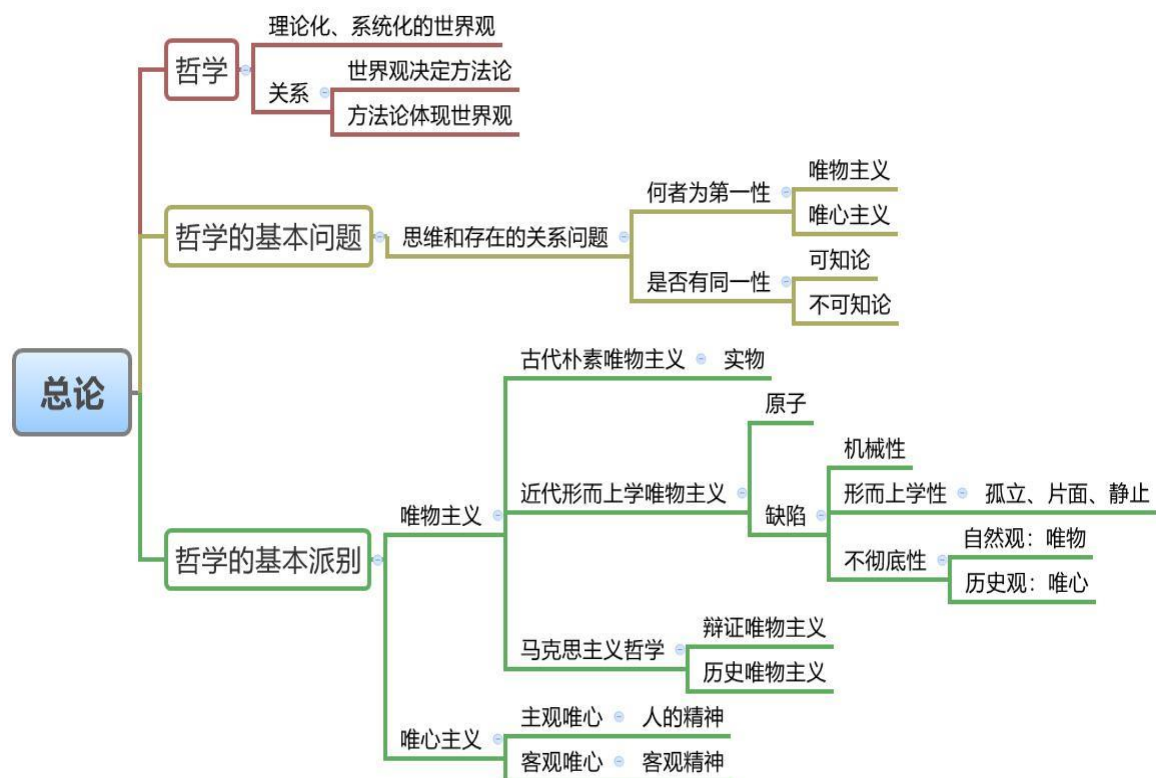 总论
哲学
理论化、系统化的世界观
关系
世界观决定方法论
方法论体现世界观
哲学的基本问题
思维和存在的关系问题
何者为第一性
唯物主义
唯心主义
是否有同一性
可知论
不可知论
哲学的基本派别
唯物主义
古代朴素唯物主义
实物
近代形而上学唯物主义
原子
缺陷
机械性
形而上学性
孤立、片面、静止
不彻底性
自然观：唯物
历史观：唯心
马克思主义哲学
辩证唯物主义
历史唯物主义
唯心主义
主观唯心
人的精神
客观唯心
客观精神